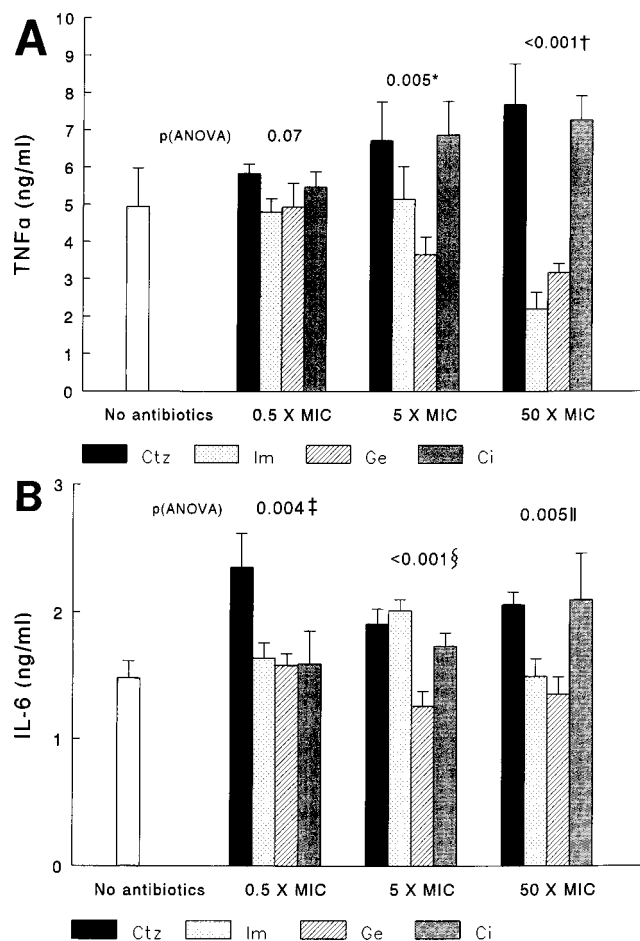 A
10
9
8
7
6
5
4
3
2
1
0
TNFα (ng/ml)
p(ANOVA) 0.07
0.005*
<0.001†
No antibiotics 0.5 X MIC 5 X MIC 50 X MIC
Ctz Im Ge Ci
B
3
2
1
0
IL-6 (ng/ml)
p(ANOVA) 0.004‡
<0.001§
0.005‖
No antibiotics 0.5 X MIC 5 X MIC 50 X MIC
Ctz Im Ge Ci